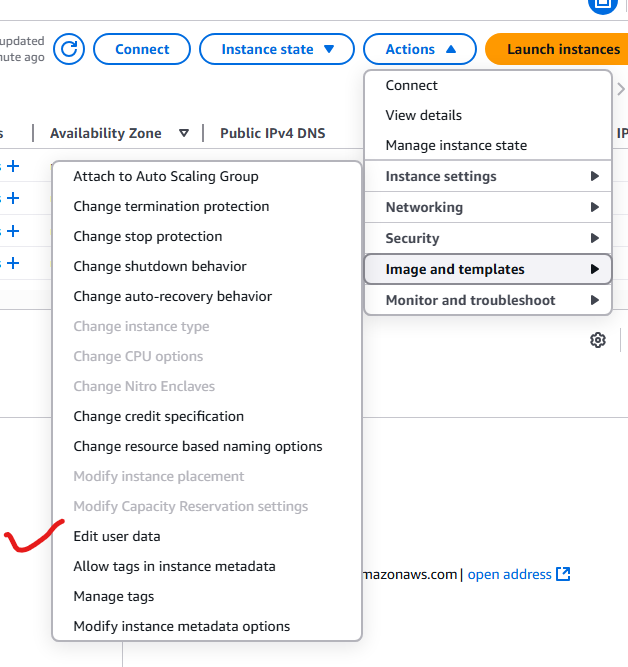 updated
ute ago
Connect
Instance state
Actions
Launch instances
Availability Zone
Public IPv4 DNS
IP
Connect
View details
Manage instance state
Instance settings
Networking
Security
Image and templates
Monitor and troubleshoot
Attach to Auto Scaling Group
Change termination protection
Change stop protection
Change shutdown behavior
Change auto-recovery behavior
Change instance type
Change CPU options
Change Nitro Enclaves
Change credit specification
Change resource based naming options
Modify instance placement
Modify Capacity Reservation settings
Edit user data
Allow tags in instance metadata
Manage tags
Modify instance metadata options
mazonaws.com | open address